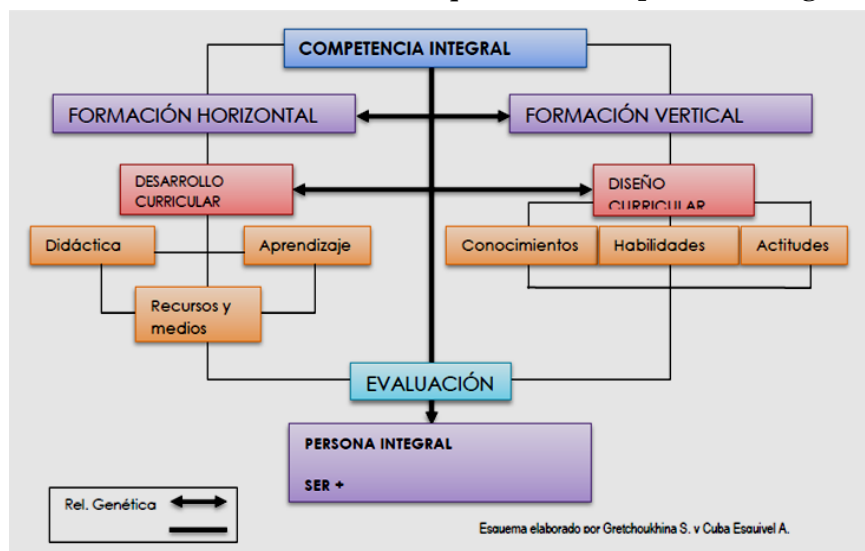 COMPETENCIA INTEGRAL
FORMACIÓN HORIZONTAL
FORMACIÓN VERTICAL
DESARROLLO
CURRICULAR
DISEÑO
CURRICULAR
Didáctica
Aprendizaje
Conocimientos
Habilidades
Actitudes
Recursos y
medios
EVALUACIÓN
PERSONA INTEGRAL
SER +
Rel. Genética
Esquema elaborado por Gretchoukhina S. y Cuba Esquivel A.